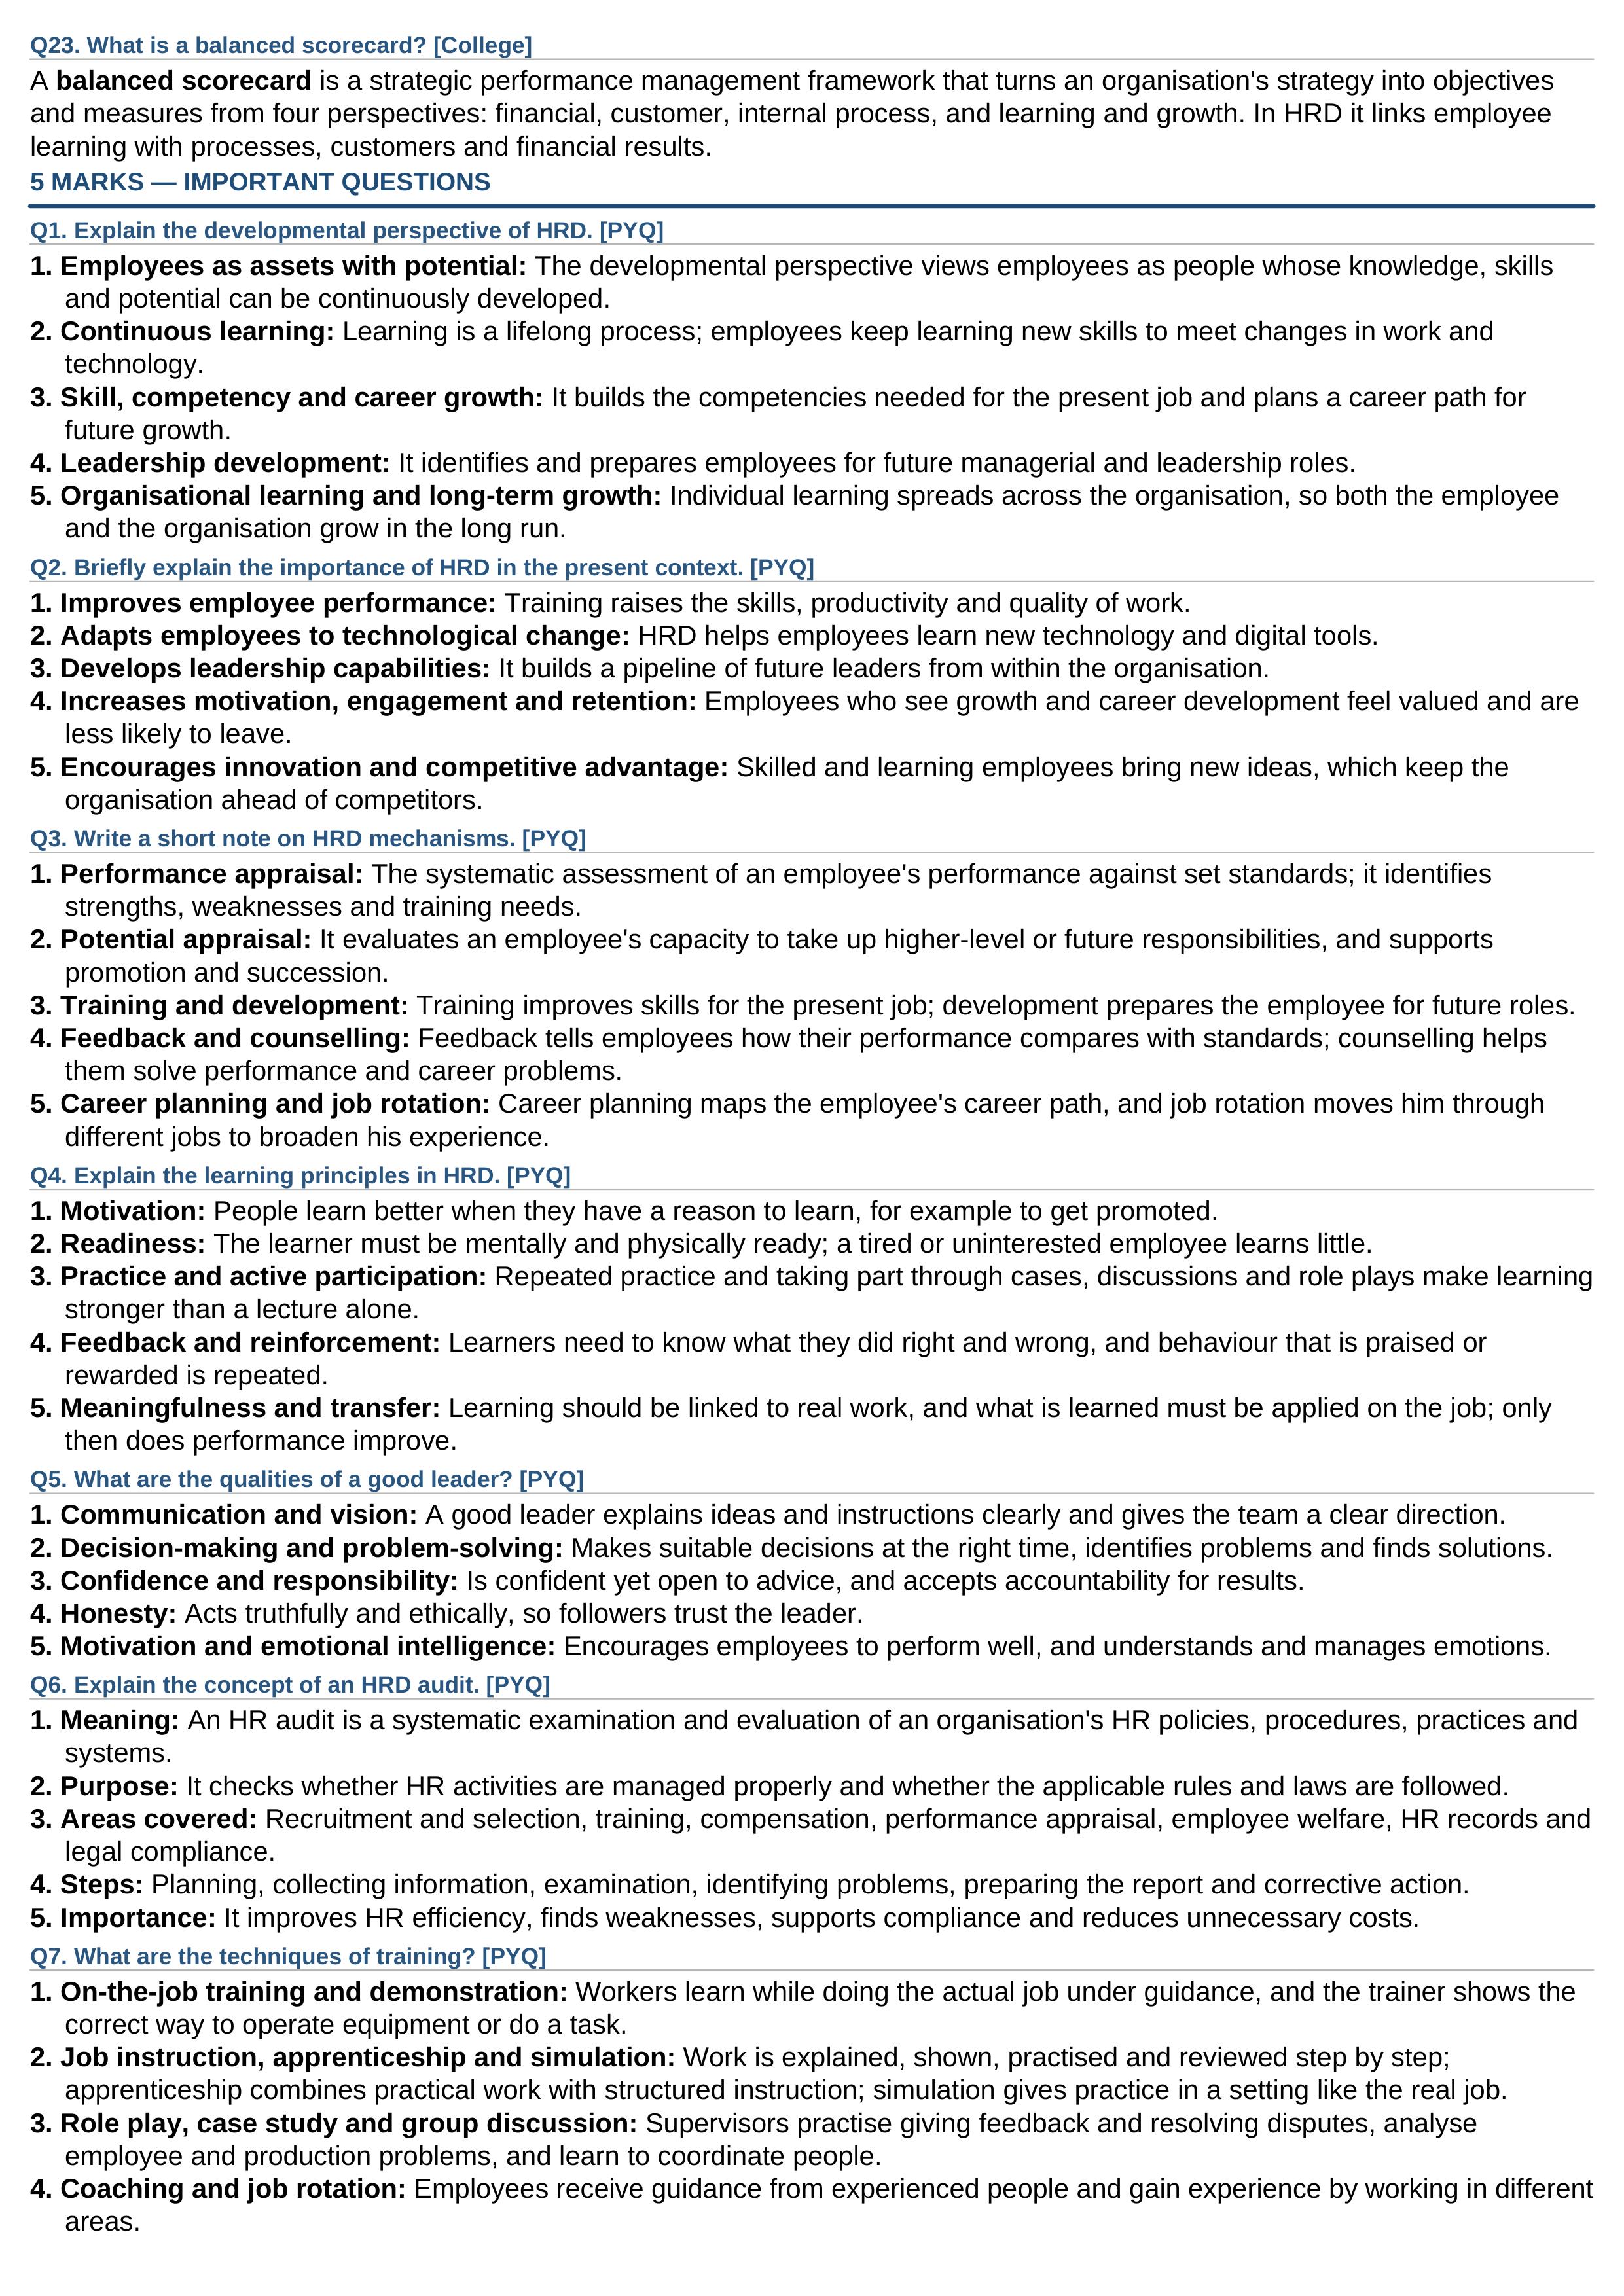 Q23. What is a balanced scorecard? [College]
A balanced scorecard is a strategic performance management framework that turns an organisation's strategy into objectives
and measures from four perspectives: financial, customer, internal process, and learning and growth. In HRD it links employee
learning with processes, customers and financial results.
5 MARKS — IMPORTANT QUESTIONS
Q1. Explain the developmental perspective of HRD. [PYQ]
1. Employees as assets with potential: The developmental perspective views employees as people whose knowledge, skills
and potential can be continuously developed.
2. Continuous learning: Learning is a lifelong process; employees keep learning new skills to meet changes in work and
technology.
3. Skill, competency and career growth: It builds the competencies needed for the present job and plans a career path for
future growth.
4. Leadership development: It identifies and prepares employees for future managerial and leadership roles.
5. Organisational learning and long-term growth: Individual learning spreads across the organisation, so both the employee
and the organisation grow in the long run.
Q2. Briefly explain the importance of HRD in the present context. [PYQ]
1. Improves employee performance: Training raises the skills, productivity and quality of work.
2. Adapts employees to technological change: HRD helps employees learn new technology and digital tools.
3. Develops leadership capabilities: It builds a pipeline of future leaders from within the organisation.
4. Increases motivation, engagement and retention: Employees who see growth and career development feel valued and are
less likely to leave.
5. Encourages innovation and competitive advantage: Skilled and learning employees bring new ideas, which keep the
organisation ahead of competitors.
Q3. Write a short note on HRD mechanisms. [PYQ]
1. Performance appraisal: The systematic assessment of an employee's performance against set standards; it identifies
strengths, weaknesses and training needs.
2. Potential appraisal: It evaluates an employee's capacity to take up higher-level or future responsibilities, and supports
promotion and succession.
3. Training and development: Training improves skills for the present job; development prepares the employee for future roles.
4. Feedback and counselling: Feedback tells employees how their performance compares with standards; counselling helps
them solve performance and career problems.
5. Career planning and job rotation: Career planning maps the employee's career path, and job rotation moves him through
different jobs to broaden his experience.
Q4. Explain the learning principles in HRD. [PYQ]
1. Motivation: People learn better when they have a reason to learn, for example to get promoted.
2. Readiness: The learner must be mentally and physically ready; a tired or uninterested employee learns little.
3. Practice and active participation: Repeated practice and taking part through cases, discussions and role plays make learning
stronger than a lecture alone.
4. Feedback and reinforcement: Learners need to know what they did right and wrong, and behaviour that is praised or
rewarded is repeated.
5. Meaningfulness and transfer: Learning should be linked to real work, and what is learned must be applied on the job; only
then does performance improve.
Q5. What are the qualities of a good leader? [PYQ]
1. Communication and vision: A good leader explains ideas and instructions clearly and gives the team a clear direction.
2. Decision-making and problem-solving: Makes suitable decisions at the right time, identifies problems and finds solutions.
3. Confidence and responsibility: Is confident yet open to advice, and accepts accountability for results.
4. Honesty: Acts truthfully and ethically, so followers trust the leader.
5. Motivation and emotional intelligence: Encourages employees to perform well, and understands and manages emotions.
Q6. Explain the concept of an HRD audit. [PYQ]
1. Meaning: An HR audit is a systematic examination and evaluation of an organisation's HR policies, procedures, practices and
systems.
2. Purpose: It checks whether HR activities are managed properly and whether the applicable rules and laws are followed.
3. Areas covered: Recruitment and selection, training, compensation, performance appraisal, employee welfare, HR records and
legal compliance.
4. Steps: Planning, collecting information, examination, identifying problems, preparing the report and corrective action.
5. Importance: It improves HR efficiency, finds weaknesses, supports compliance and reduces unnecessary costs.
Q7. What are the techniques of training? [PYQ]
1. On-the-job training and demonstration: Workers learn while doing the actual job under guidance, and the trainer shows the
correct way to operate equipment or do a task.
2. Job instruction, apprenticeship and simulation: Work is explained, shown, practised and reviewed step by step;
apprenticeship combines practical work with structured instruction; simulation gives practice in a setting like the real job.
3. Role play, case study and group discussion: Supervisors practise giving feedback and resolving disputes, analyse
employee and production problems, and learn to coordinate people.
4. Coaching and job rotation: Employees receive guidance from experienced people and gain experience by working in different
areas.